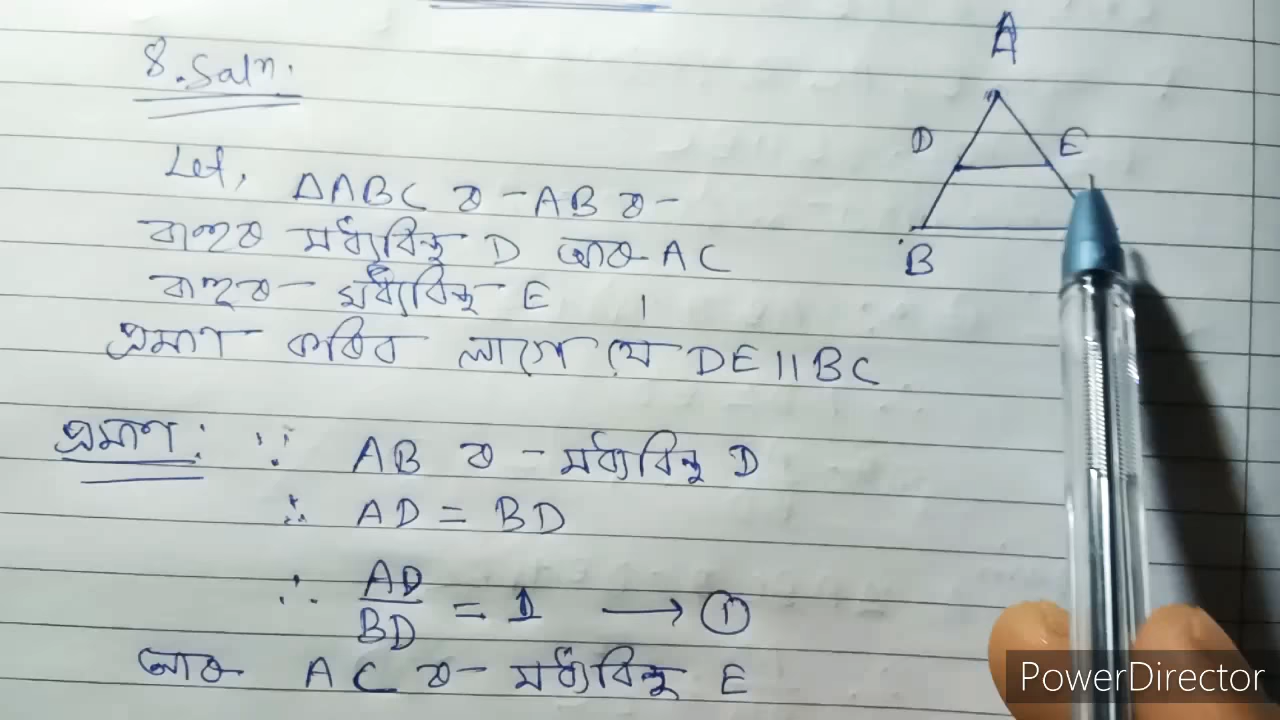 8. Soln.
A
D
E
B
Let, ΔABC ৰ - AB ৰ -
বাহুৰ মধ্যবিন্দু D আৰু AC
বাহুৰ - মধ্যবিন্দু E ।
প্ৰমাণ কৰিব লাগে যে DE || BC
প্ৰমাণ: ∵ AB ৰ - মধ্যবিন্দু D
∴ AD = BD
∴ AD/BD = 1 ⟶ ①
আৰু AC ৰ - মধ্যবিন্দু E
PowerDirector